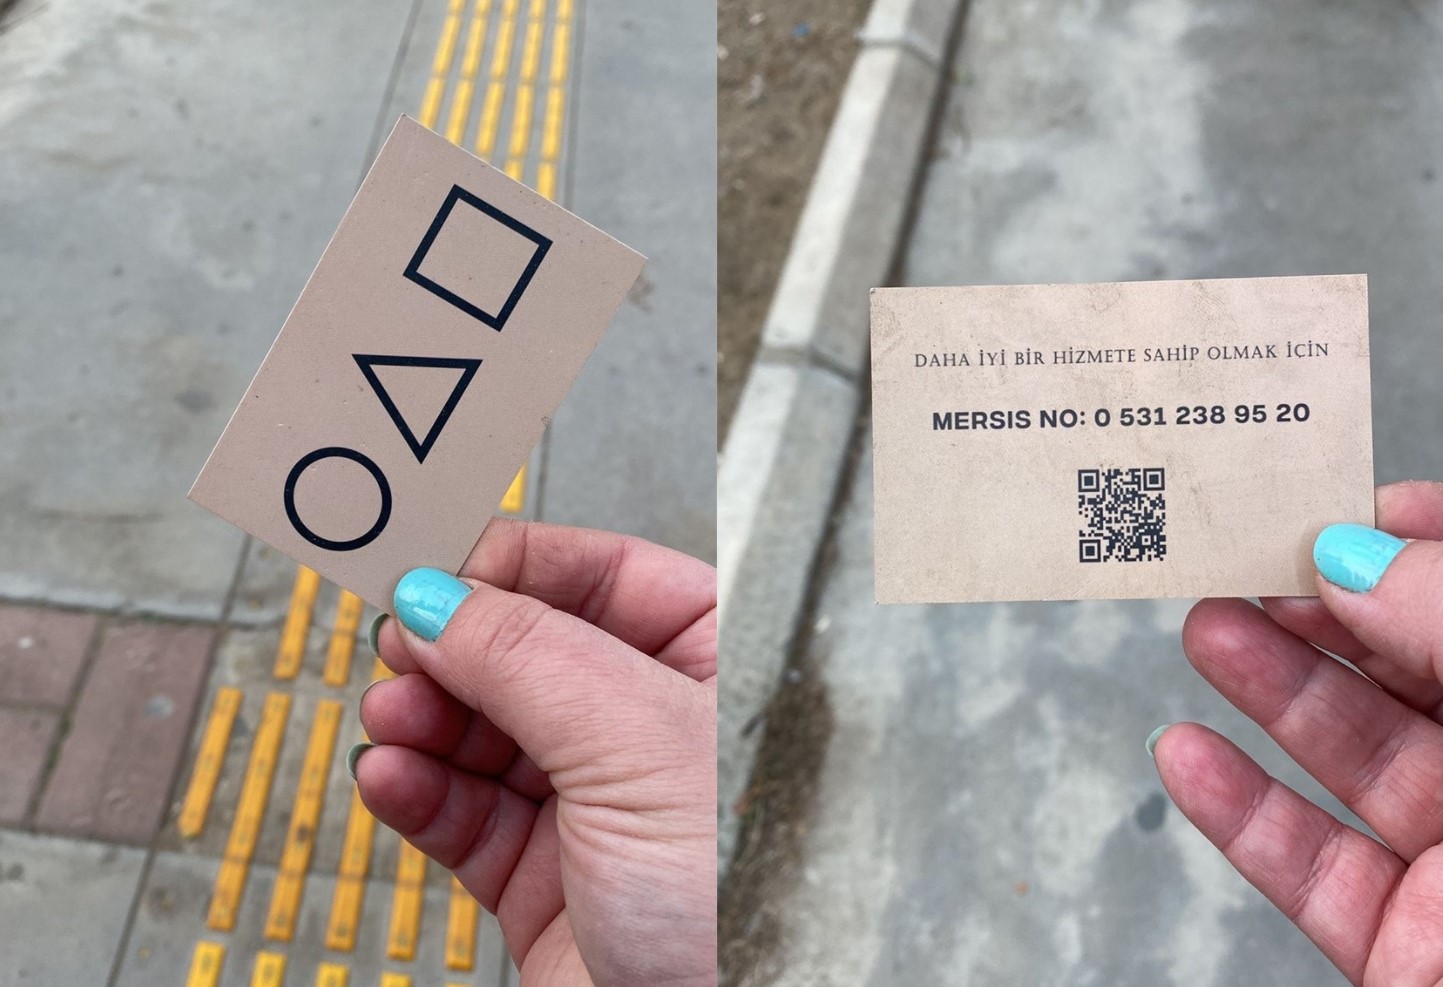 DAHA İYİ BİR HİZMETE SAHİP OLMAK İÇİN
MERSIS NO: 0 531 238 95 20